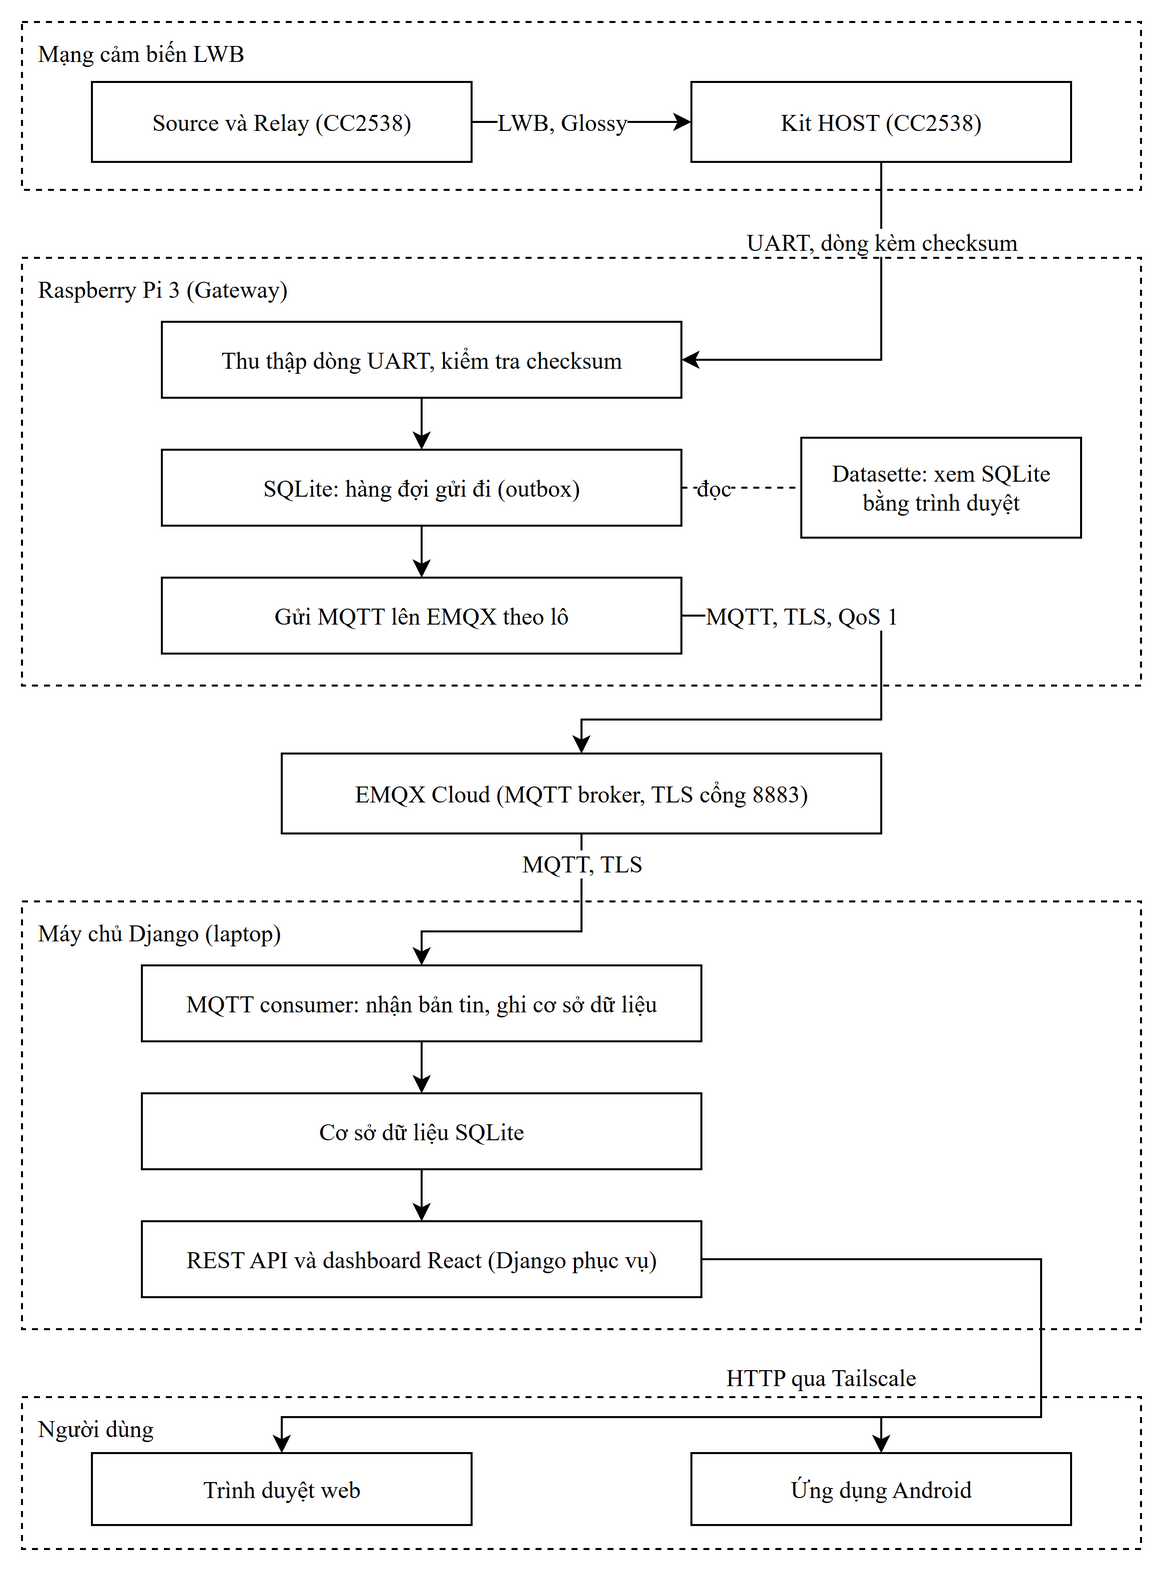 Mạng cảm biến LWB
Source và Relay (CC2538)
LWB, Glossy
Kit HOST (CC2538)
UART, dòng kèm checksum
Raspberry Pi 3 (Gateway)
Thu thập dòng UART, kiểm tra checksum
SQLite: hàng đợi gửi đi (outbox)
đọc
Datasette: xem SQLite
bằng trình duyệt
Gửi MQTT lên EMQX theo lô
MQTT, TLS, QoS 1
EMQX Cloud (MQTT broker, TLS cổng 8883)
MQTT, TLS
Máy chủ Django (laptop)
MQTT consumer: nhận bản tin, ghi cơ sở dữ liệu
Cơ sở dữ liệu SQLite
REST API và dashboard React (Django phục vụ)
HTTP qua Tailscale
Người dùng
Trình duyệt web
Ứng dụng Android